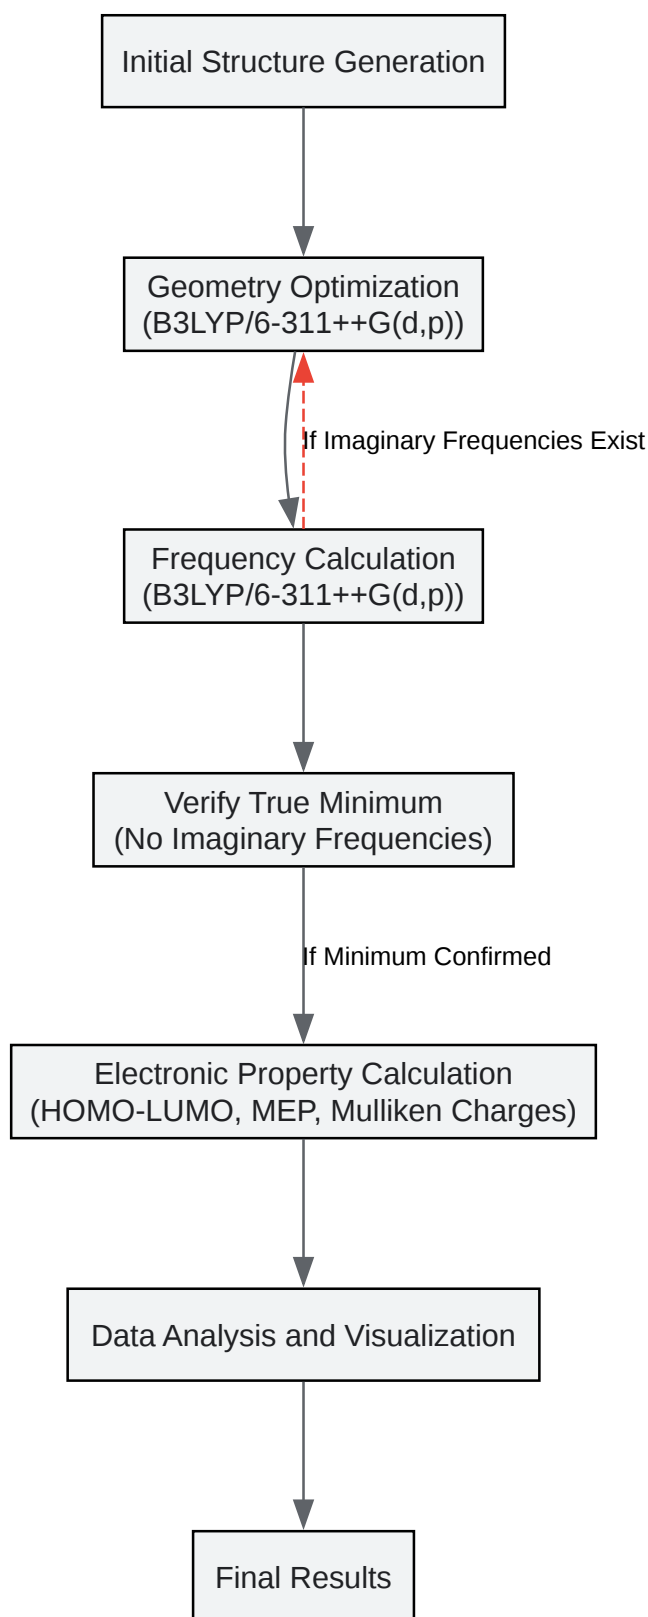 Initial Structure Generation
Geometry Optimization
(B3LYP/6-311++G(d,p))
If Imaginary Frequencies Exist
Frequency Calculation
(B3LYP/6-311++G(d,p))
Verify True Minimum
(No Imaginary Frequencies)
If Minimum Confirmed
Electronic Property Calculation
(HOMO-LUMO, MEP, Mulliken Charges)
Data Analysis and Visualization
Final Results